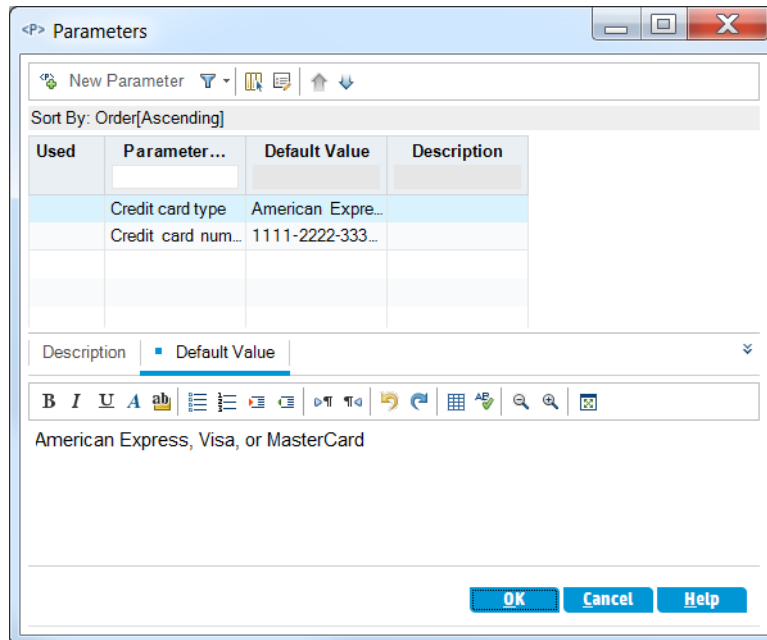 <P> Parameters
New Parameter
Sort By: Order[Ascending]
Used Parameter... Default Value Description
Credit card type American Expre...
Credit card num... 1111-2222-333...
Description Default Value
B I U A ab
American Express, Visa, or MasterCard
OK Cancel Help